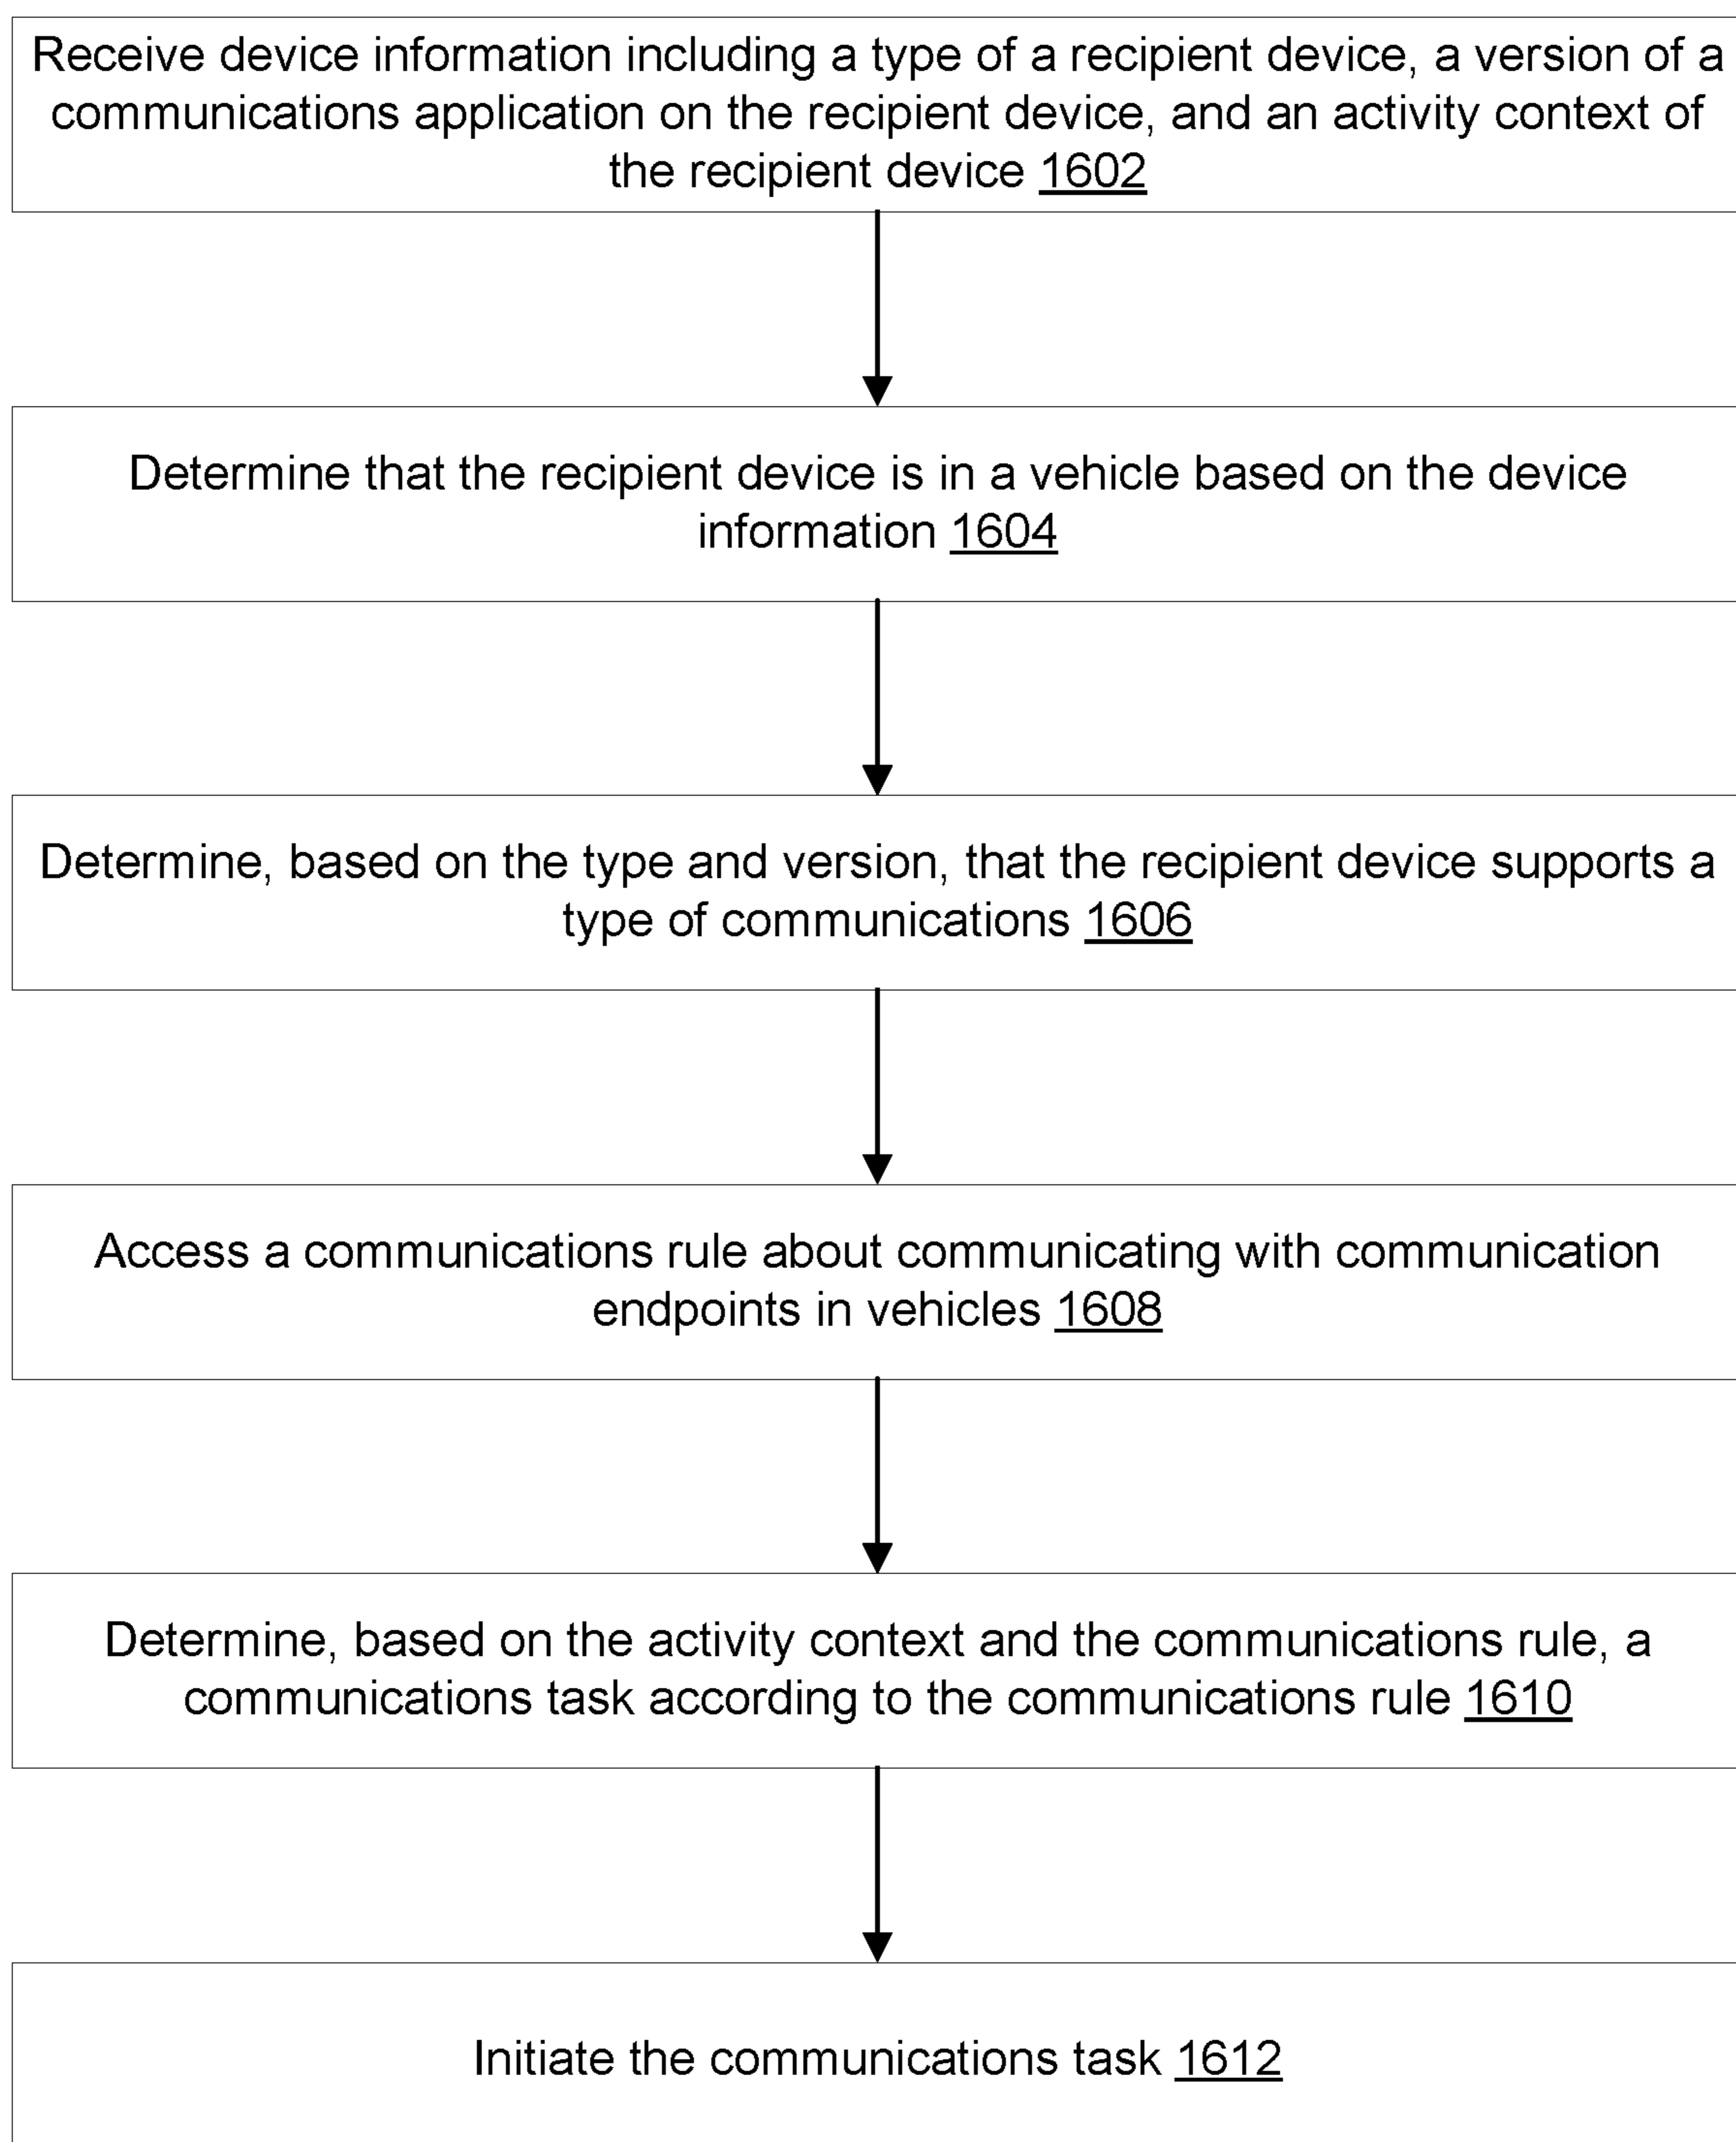 Receive device information including a type of a recipient device, a version of a
communications application on the recipient device, and an activity context of
the recipient device 1602
Determine that the recipient device is in a vehicle based on the device
information 1604
Determine, based on the type and version, that the recipient device supports a
type of communications 1606
Access a communications rule about communicating with communication
endpoints in vehicles 1608
Determine, based on the activity context and the communications rule, a
communications task according to the communications rule 1610
Initiate the communications task 1612